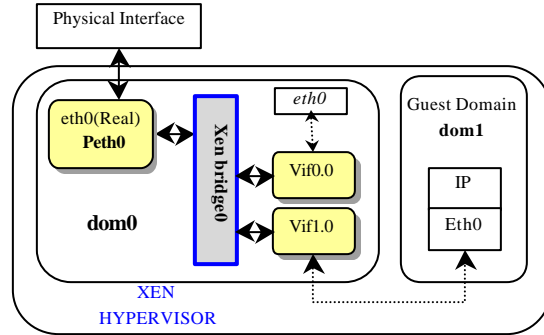 Physical Interface
eth0(Real)
Peth0
Xen bridge0
eth0
Vif0.0
Vif1.0
dom0
Guest Domain
dom1
IP
Eth0
XEN
HYPERVISOR